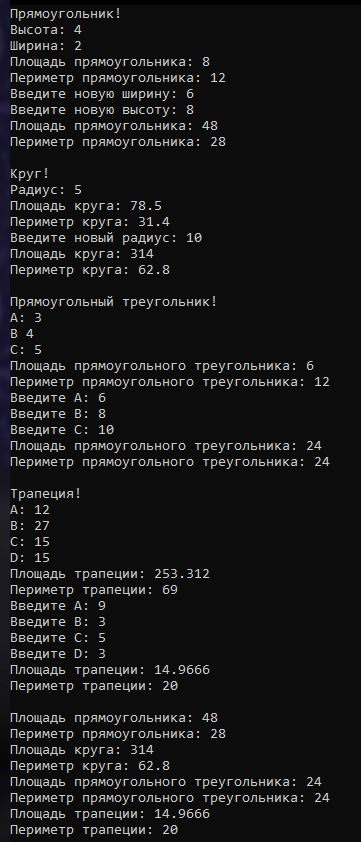 Прямоугольник!
Высота: 4
Ширина: 2
Площадь прямоугольника: 8
Периметр прямоугольника: 12
Введите новую ширину: 6
Введите новую высоту: 8
Площадь прямоугольника: 48
Периметр прямоугольника: 28

Круг!
Радиус: 5
Площадь круга: 78.5
Периметр круга: 31.4
Введите новый радиус: 10
Площадь круга: 314
Периметр круга: 62.8

Прямоугольный треугольник!
A: 3
B 4
C: 5
Площадь прямоугольного треугольника: 6
Периметр прямоугольного треугольника: 12
Введите A: 6
Введите B: 8
Введите C: 10
Площадь прямоугольного треугольника: 24
Периметр прямоугольного треугольника: 24

Трапеция!
A: 12
B: 27
C: 15
D: 15
Площадь трапеции: 253.312
Периметр трапеции: 69
Введите A: 9
Введите B: 3
Введите C: 5
Введите D: 3
Площадь трапеции: 14.9666
Периметр трапеции: 20

Площадь прямоугольника: 48
Периметр прямоугольника: 28
Площадь круга: 314
Периметр круга: 62.8
Площадь прямоугольного треугольника: 24
Периметр прямоугольного треугольника: 24
Площадь трапеции: 14.9666
Периметр трапеции: 20